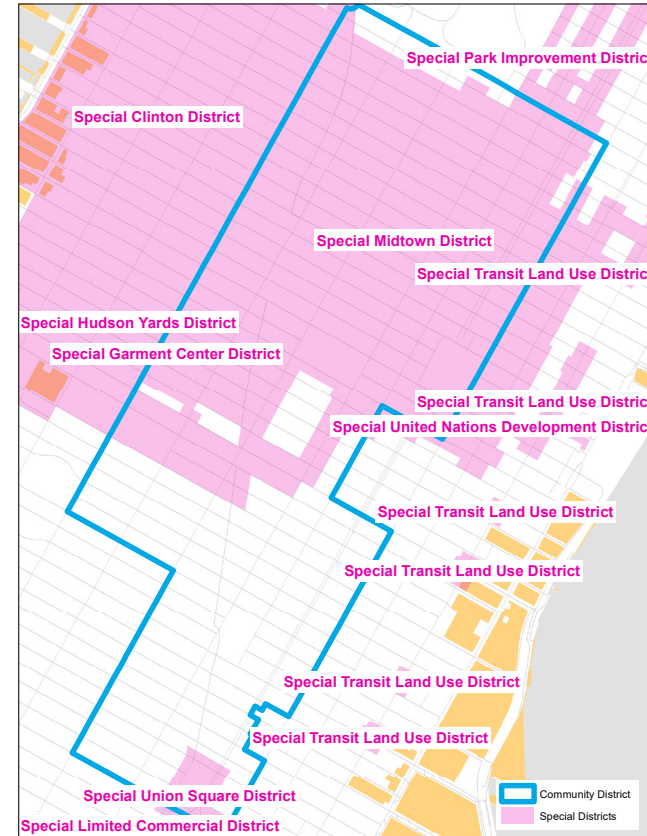 Special Park Improvement Distric
Special Clinton District
Special Midtown District
Special Transit Land Use Distric
Special Hudson Yards District
Special Garment Center District
Special Transit Land Use Distric
Special United Nations Development Distric
Special Transit Land Use District
Special Transit Land Use District
Special Transit Land Use District
Special Transit Land Use District
Community District
Special Districts
Special Union Square District
Special Limited Commercial District